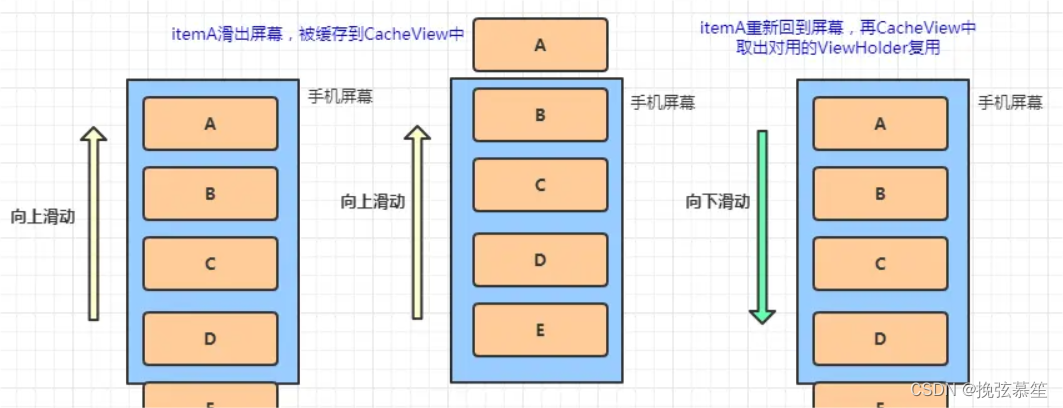 itemA滑出屏幕，被缓存到CacheView中
itemA重新回到屏幕，再CacheView中
取出对用的ViewHolder复用
手机屏幕
A
B
C
D
向上滑动
A
手机屏幕
B
C
D
E
向上滑动
手机屏幕
A
B
C
D
向下滑动
CSDN @挽弦慕笙